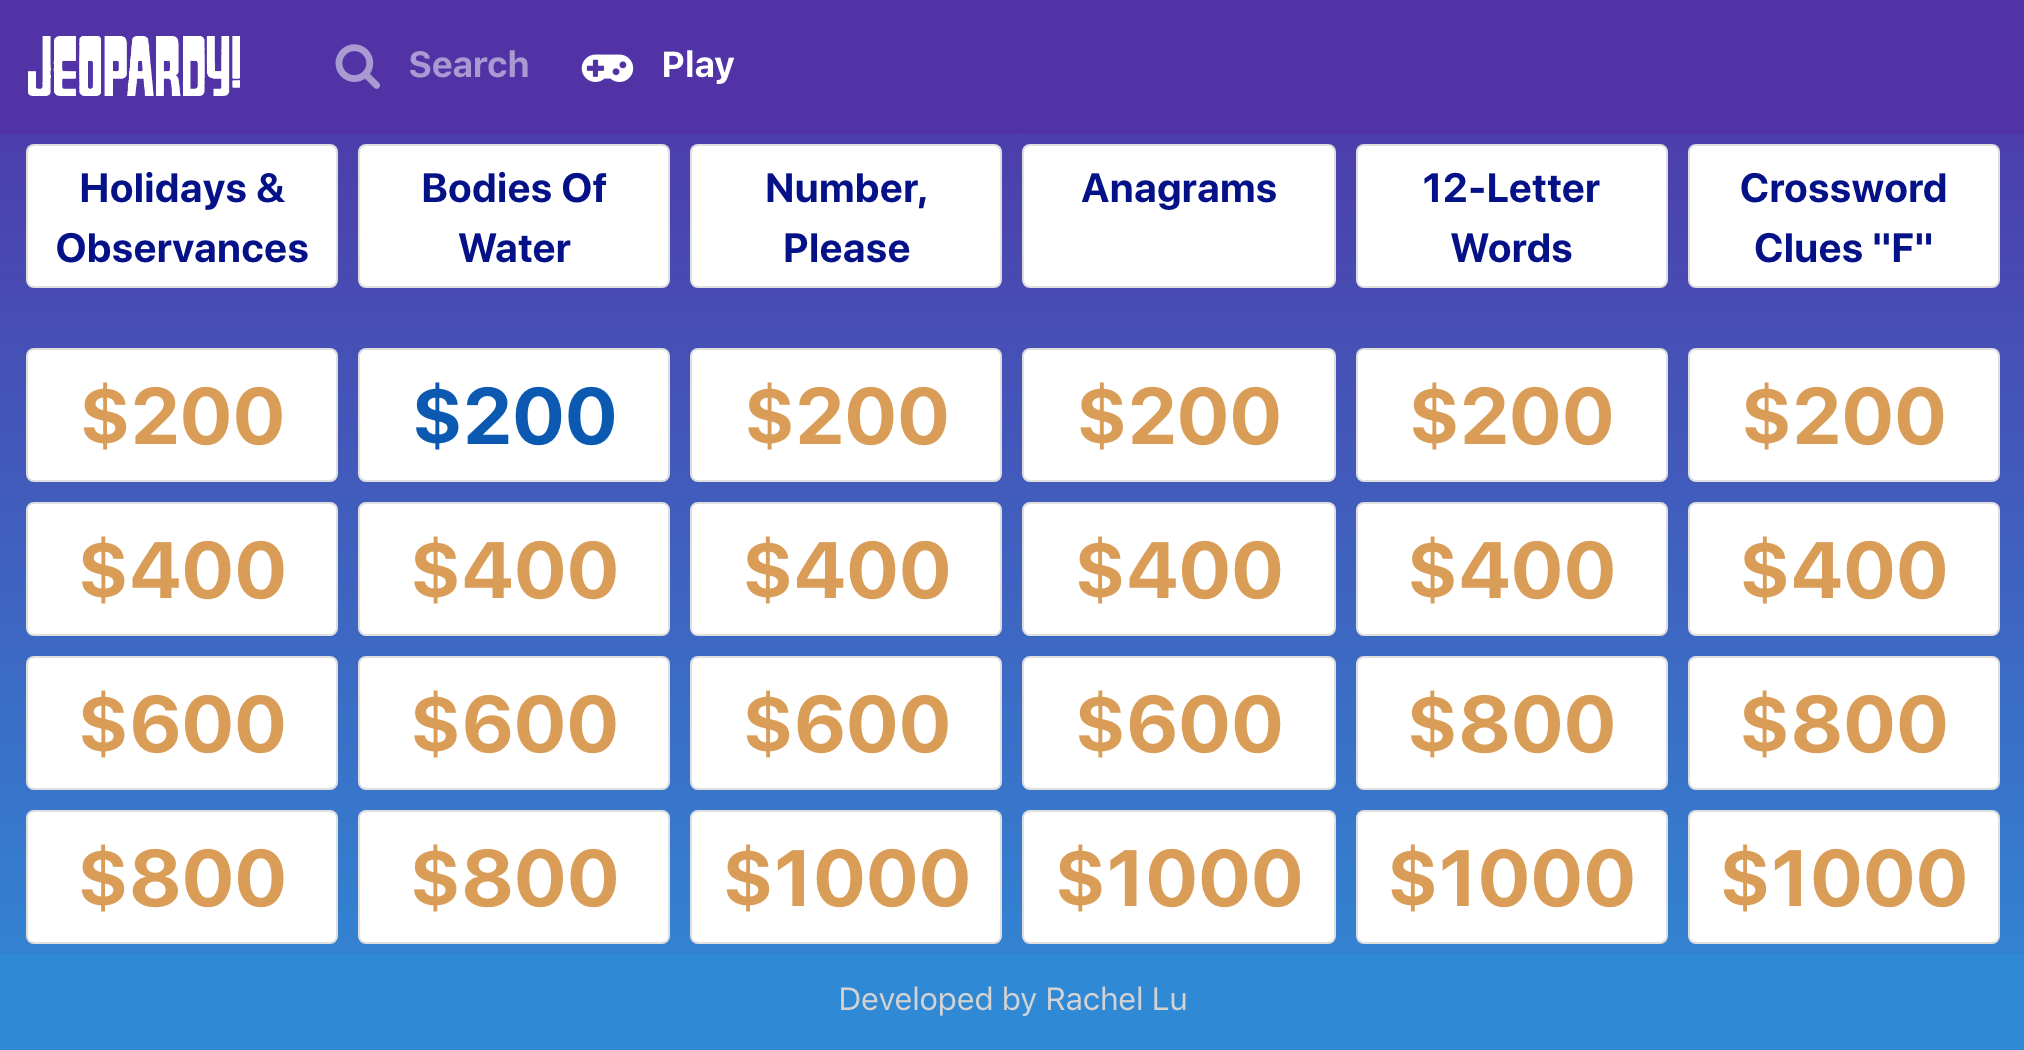 JEOPARDY!
Search
Play
Holidays &
Observances
Bodies Of
Water
Number,
Please
Anagrams
12-Letter
Words
Crossword
Clues "F"
$200 $200 $200 $200 $200 $200
$400 $400 $400 $400 $400 $400
$600 $600 $600 $600 $800 $800
$800 $800 $1000 $1000 $1000 $1000
Developed by Rachel Lu